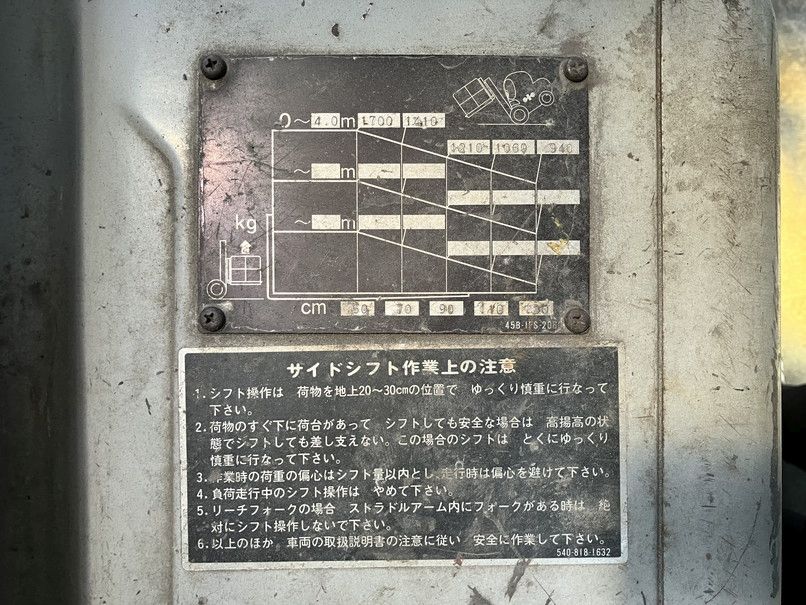 0～4.0m 1700 1410
1210 1060 940
～ m
～ m
kg
cm 50 70 90 110
サイドシフト作業上の注意
1.シフト操作は 荷物を地上20～30cmの位置で ゆっくり慎重に行なって
下さい。
2.荷物のすぐ下に荷台があって シフトしても安全な場合は 高揚高の状
態でシフトしても差し支えない。この場合のシフトは とくにゆっくり
慎重に行なって下さい。
3.作業時の荷重の偏心はシフト量以内とし、走行時は偏心を避けて下さい。
4.負荷走行中のシフト操作は やめて下さい。
5.リーチフォークの場合 ストラドルアーム内にフォークがある時は 絶
対にシフト操作しないで下さい。
6.以上のほか 車両の取扱説明書の注意に従い 安全に作業して下さい。
540-818-1632